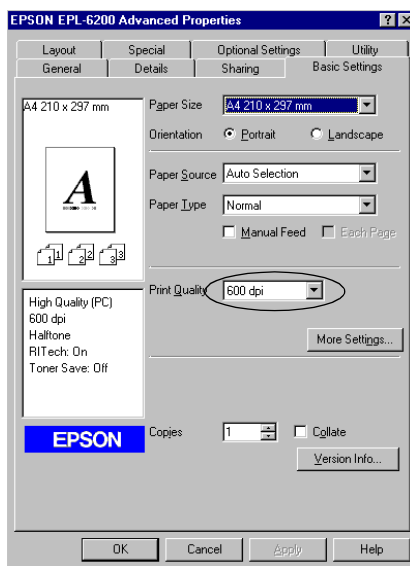 EPSON EPL-6200 Advanced Properties
Layout Special Optional Settings Utility
General Details Sharing Basic Settings
A4 210 x 297 mm
Paper Size A4 210 x 297 mm
Orientation Portrait Landscape
Paper Source Auto Selection
Paper Type Normal
Manual Feed Each Page
A
1 1 2 2 3 3
Print Quality 600 dpi
More Settings...
High Quality (PC)
600 dpi
Halftone
RITech: On
Toner Save: Off
EPSON
Copies 1 Collate
Version Info...
OK Cancel Apply Help